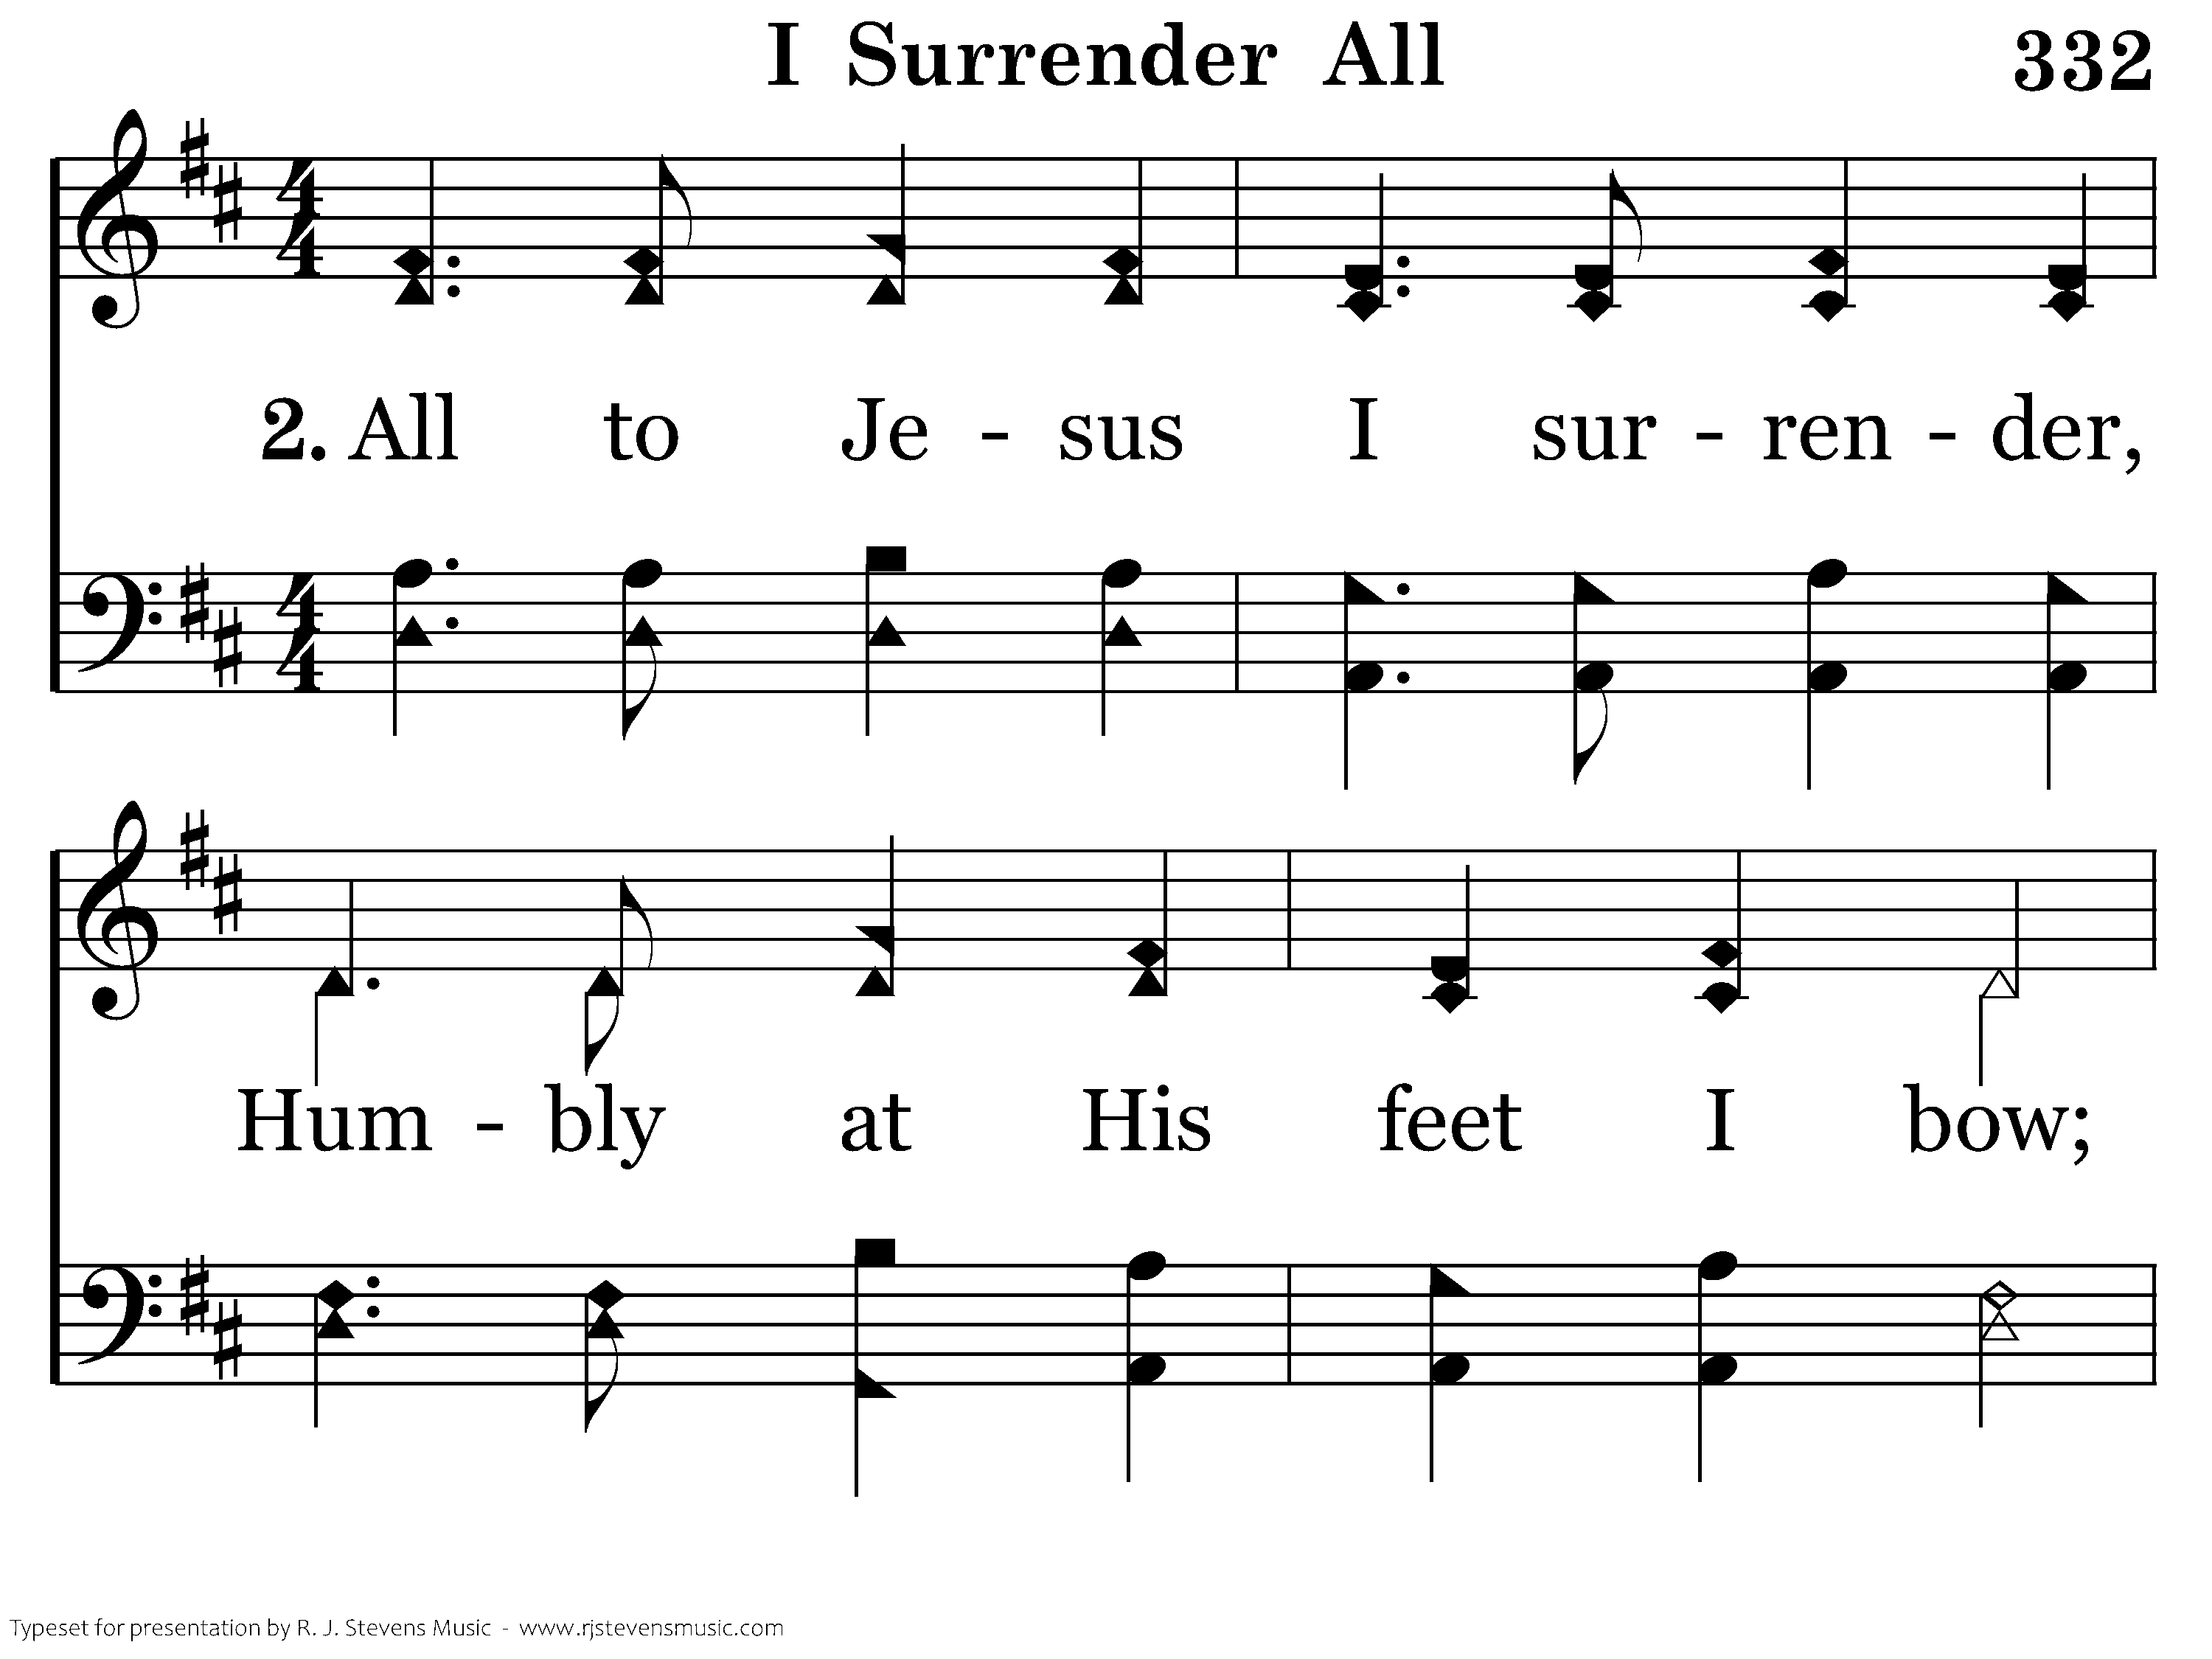 I Surrender All 332
2. All to Je - sus I sur - ren - der,
Hum - bly at His feet I bow;
Typeset for presentation by R. J. Stevens Music - www.rjstevensmusic.com